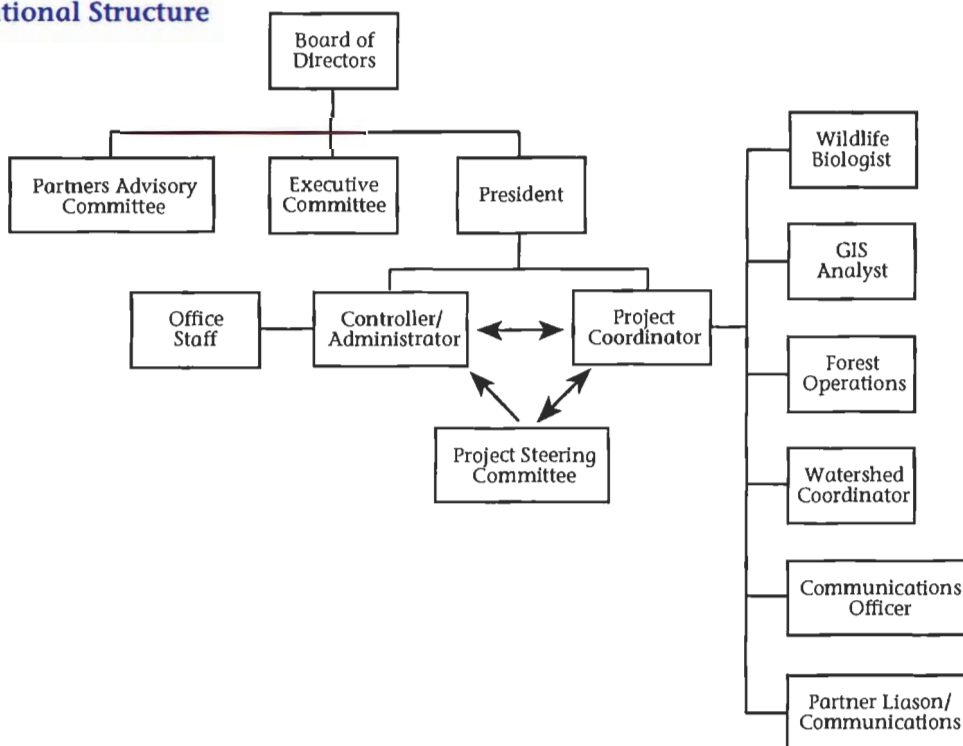 tional Structure
Board of
Directors
Partners Advisory
Committee
Executive
Committee
President
Office
Staff
Controller/
Administrator
Project
Coordinator
Project Steering
Committee
Wildlife
Biologist
GIS
Analyst
Forest
Operations
Watershed
Coordinator
Communications
Officer
Partner Liason/
Communications